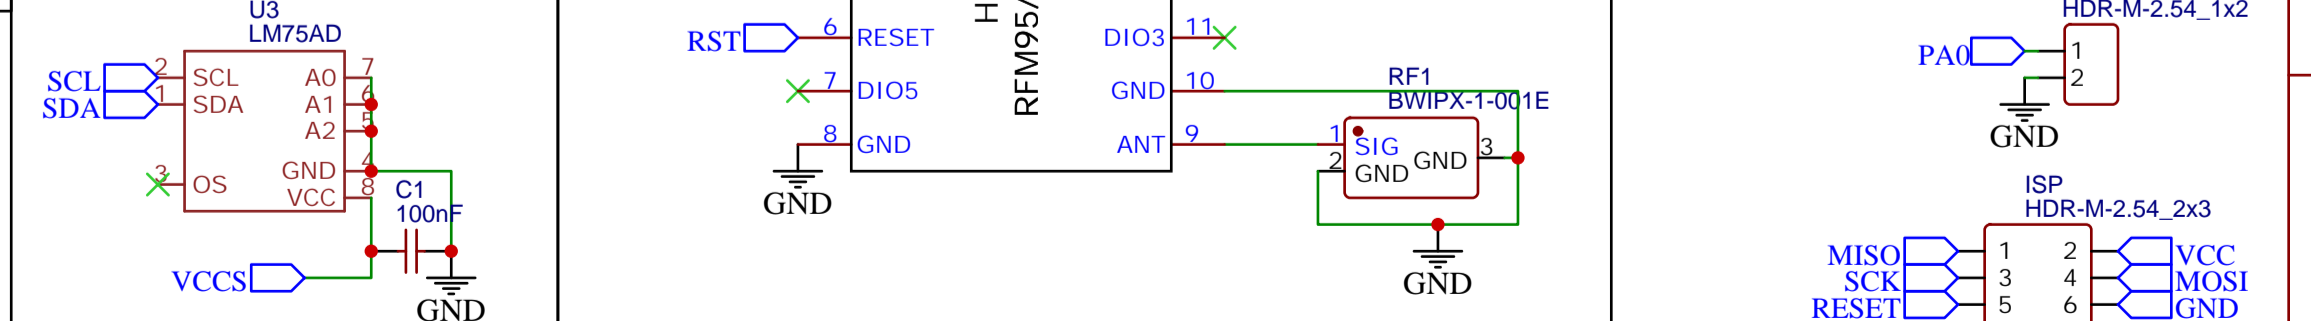 U3
LM75AD
SCL 2 SCL A0 7
SDA 1 SDA A1 6
A2 5
GND 4
3 OS
VCC 8
C1
100nF
VCCS
GND
H
RFM95/
RST 6 RESET DIO3 11
7 DIO5 GND 10
8 GND ANT 9
GND
RF1
BWIPX-1-001E
1 SIG
2 GND GND 3
GND
HDR-M-2.54_1x2
PA0 1
2
GND
ISP
HDR-M-2.54_2x3
MISO 1 2 VCC
SCK 3 4 MOSI
RESET 5 6 GND